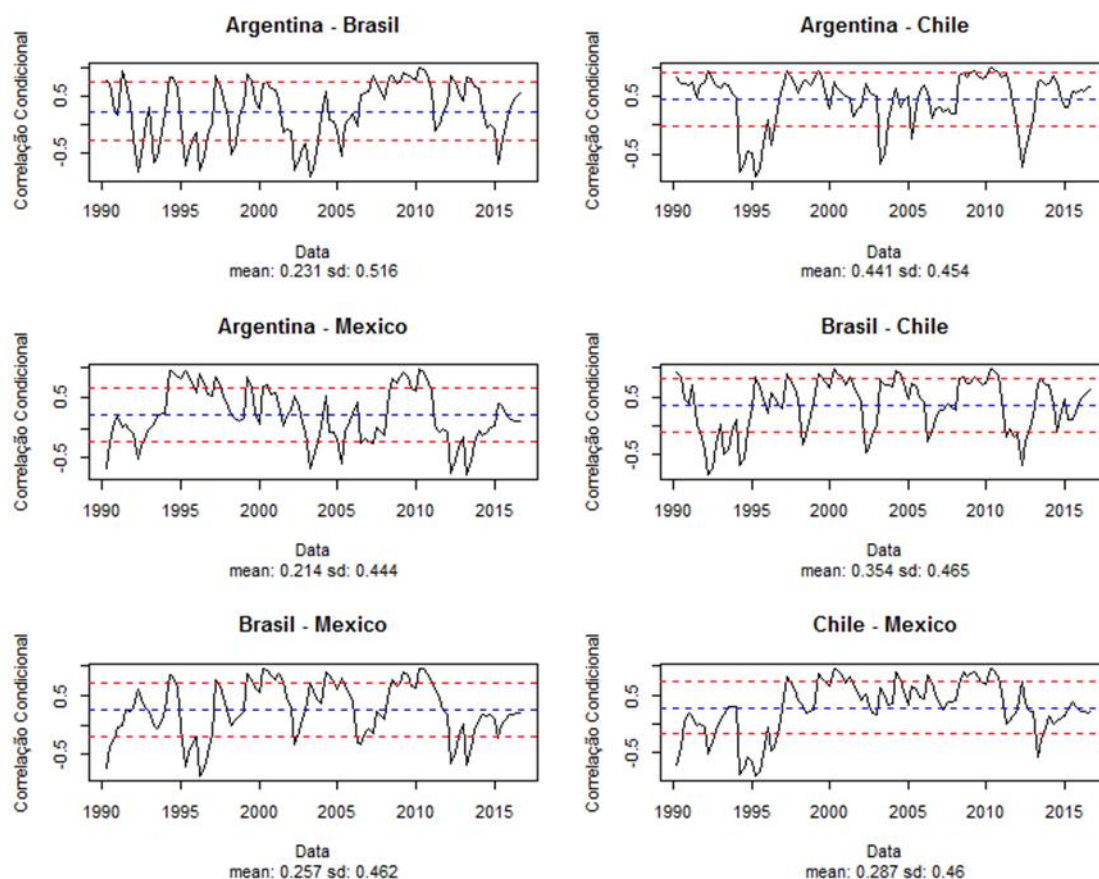 Argentina - Brasil
Correlação Condicional
0.5
-0.5
1990 1995 2000 2005 2010 2015
Data
mean: 0.231 sd: 0.516
Argentina - Chile
Correlação Condicional
0.5
-0.5
1990 1995 2000 2005 2010 2015
Data
mean: 0.441 sd: 0.454
Argentina - Mexico
Correlação Condicional
0.5
-0.5
1990 1995 2000 2005 2010 2015
Data
mean: 0.214 sd: 0.444
Brasil - Chile
Correlação Condicional
0.5
-0.5
1990 1995 2000 2005 2010 2015
Data
mean: 0.354 sd: 0.465
Brasil - Mexico
Correlação Condicional
0.5
-0.5
1990 1995 2000 2005 2010 2015
Data
mean: 0.257 sd: 0.462
Chile - Mexico
Correlação Condicional
0.5
-0.5
1990 1995 2000 2005 2010 2015
Data
mean: 0.287 sd: 0.46